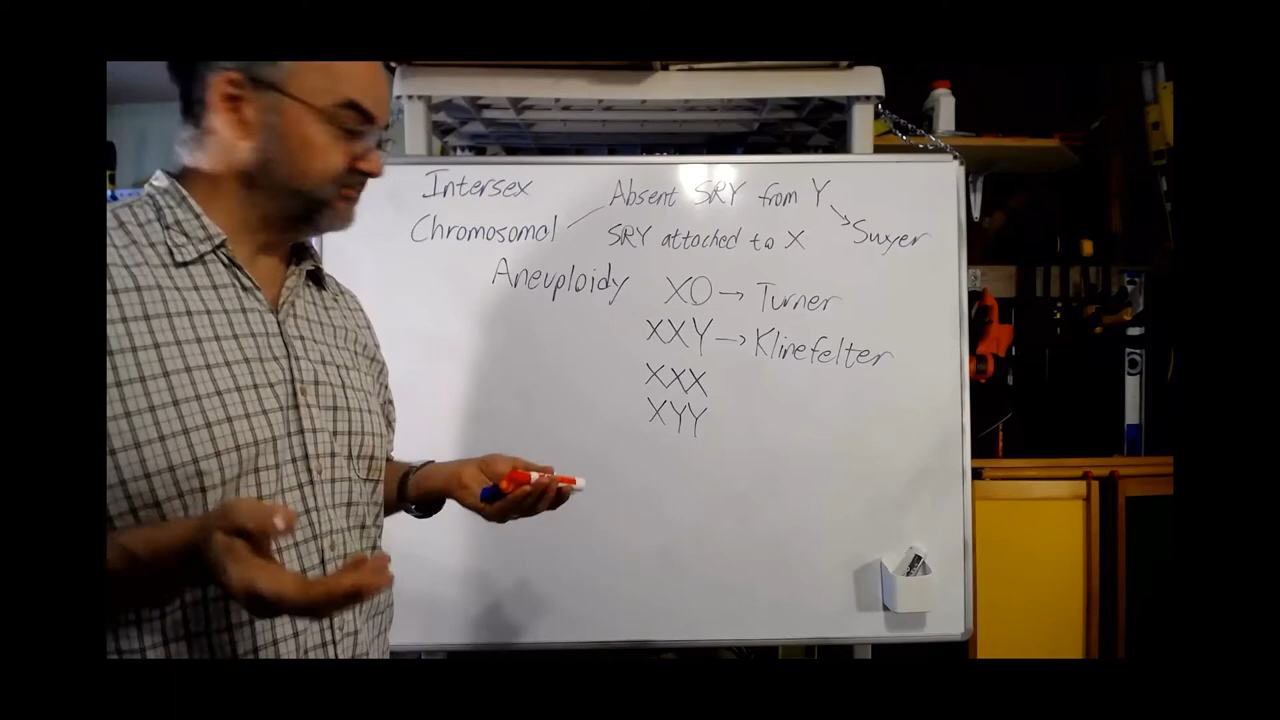 Intersex
Chromosomal
Absent SRY from Y
SRY attached to X
Swyer
Aneuploidy
XO → Turner
XXY → Klinefelter
XXX
XYY